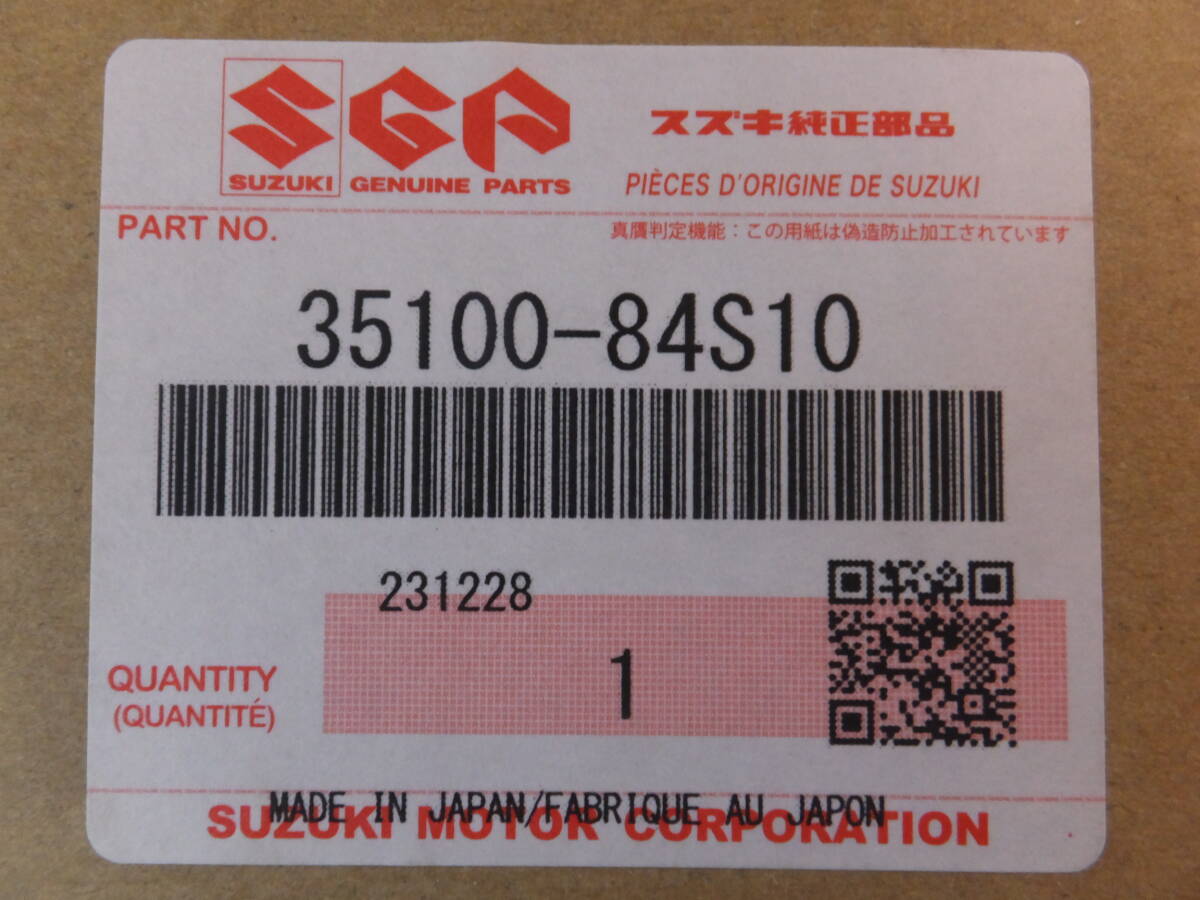 SGP
スズキ純正部品
SUZUKI GENUINE PARTS
PIÈCES D'ORIGINE DE SUZUKI
PART NO.
真贋判定機能：この用紙は偽造防止加工されています
35100-84S10
231228
1
QUANTITY
(QUANTITÉ)
MADE IN JAPAN/FABRIQUE AU JAPON
SUZUKI MOTOR CORPORATION